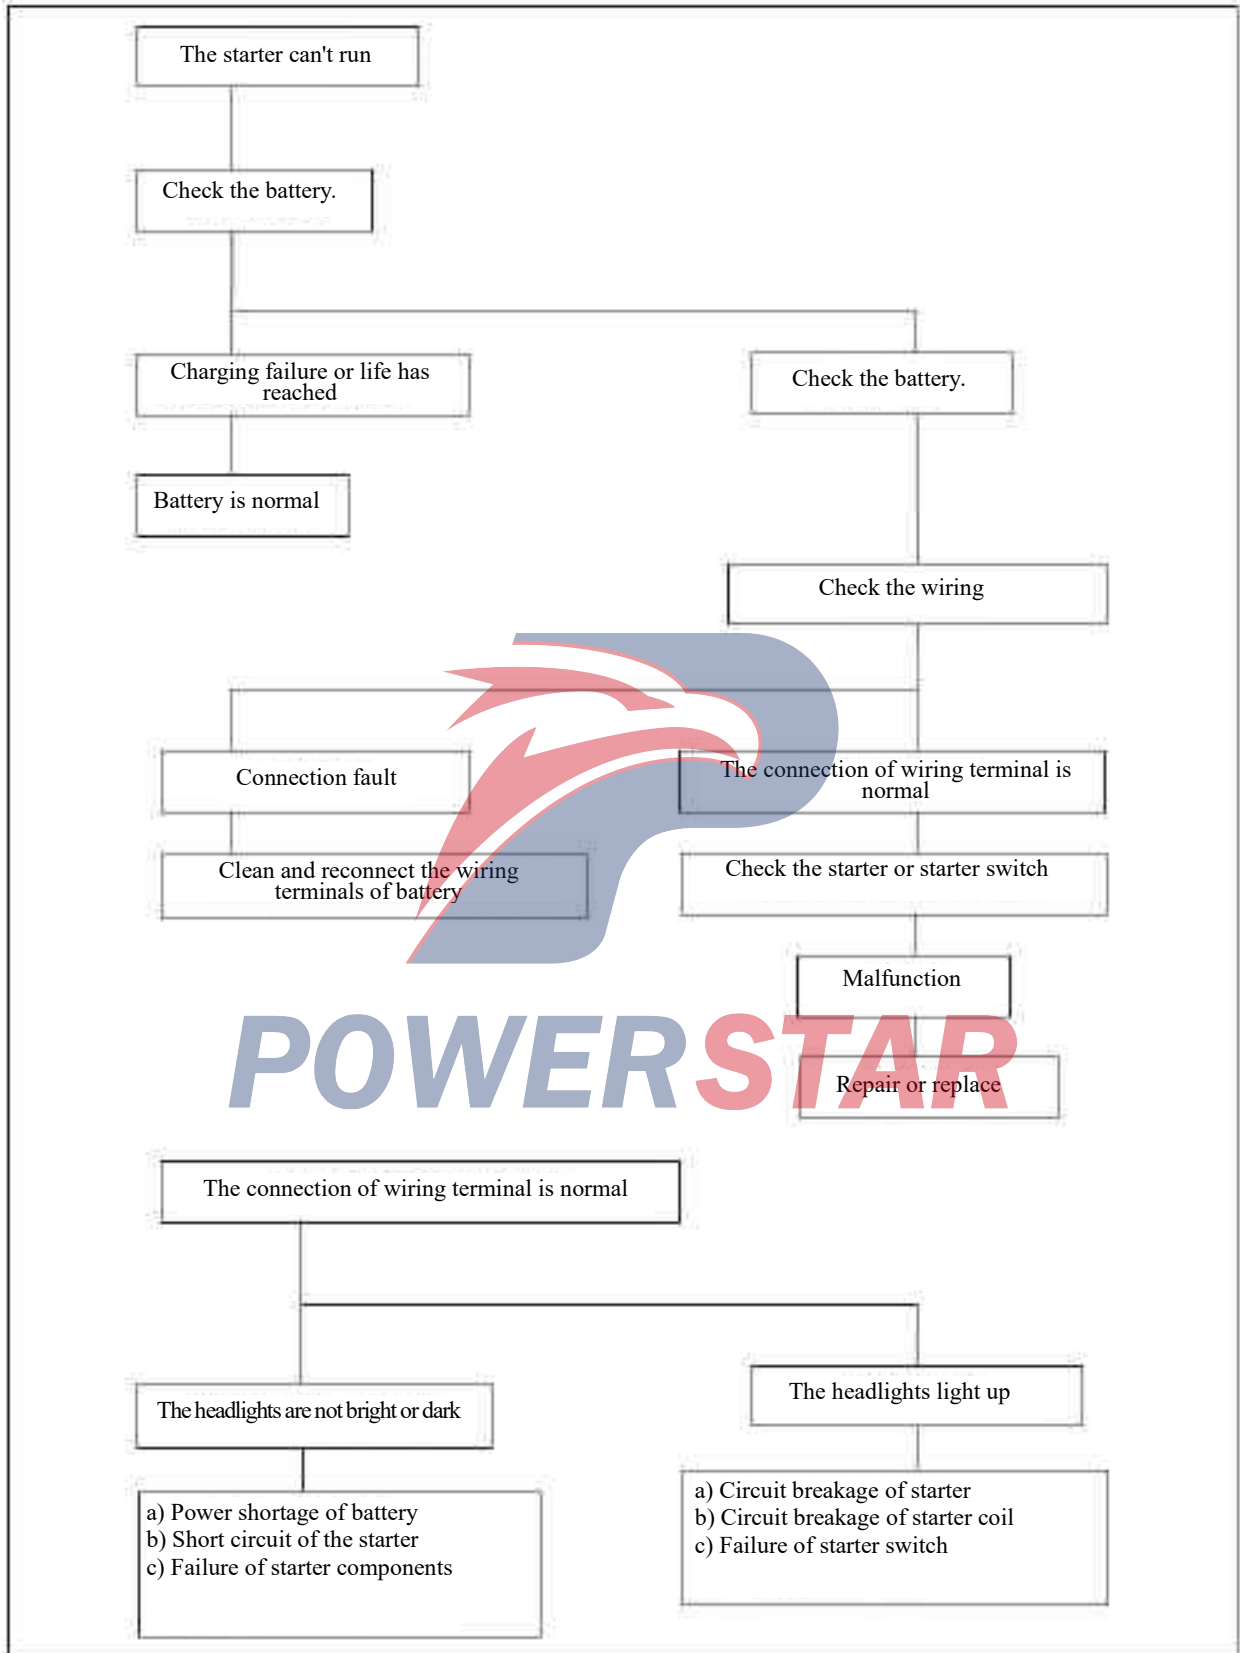 The starter can't run
Check the battery.
Charging failure or life has
reached
Check the battery.
Battery is normal
Check the wiring
Connection fault
The connection of wiring terminal is
normal
Clean and reconnect the wiring
terminals of battery
Check the starter or starter switch
Malfunction
POWERSTAR
Repair or replace
The connection of wiring terminal is normal
The headlights are not bright or dark
The headlights light up
a) Power shortage of battery
b) Short circuit of the starter
c) Failure of starter components
a) Circuit breakage of starter
b) Circuit breakage of starter coil
c) Failure of starter switch